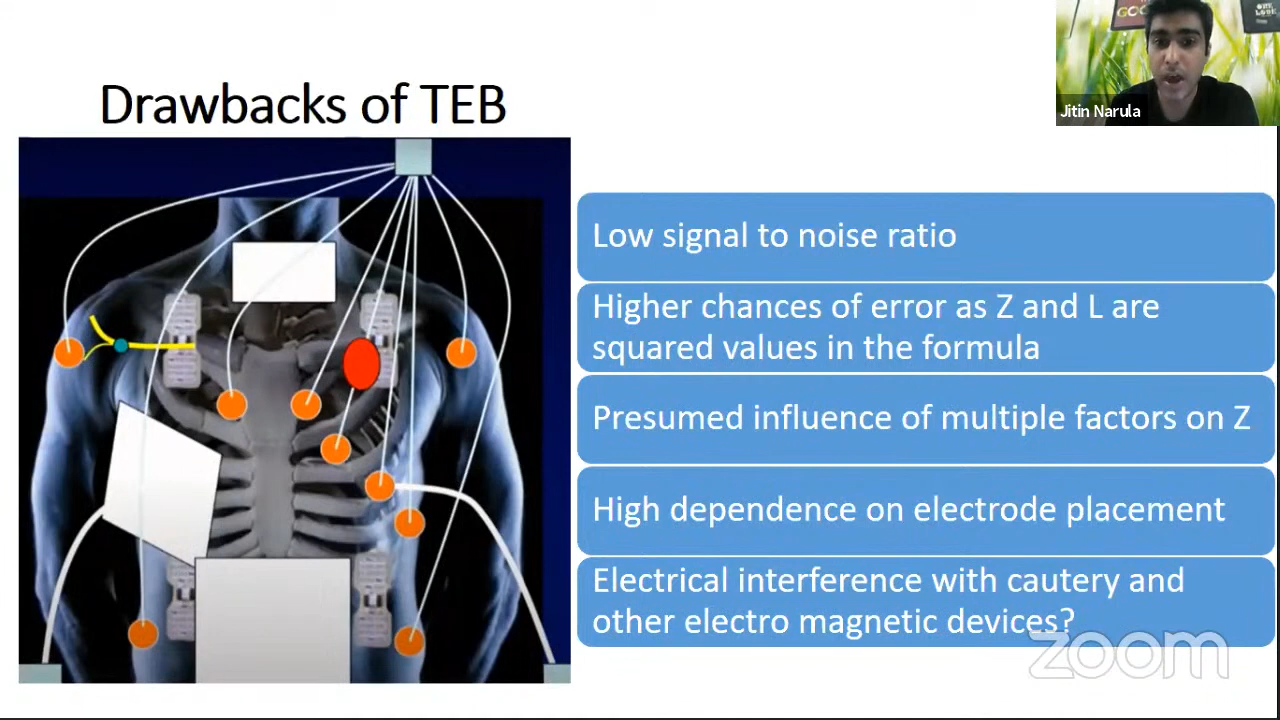 Drawbacks of TEB
Jitin Narula
Low signal to noise ratio
Higher chances of error as Z and L are
squared values in the formula
Presumed influence of multiple factors on Z
High dependence on electrode placement
Electrical interference with cautery and
other electro magnetic devices?
zoom